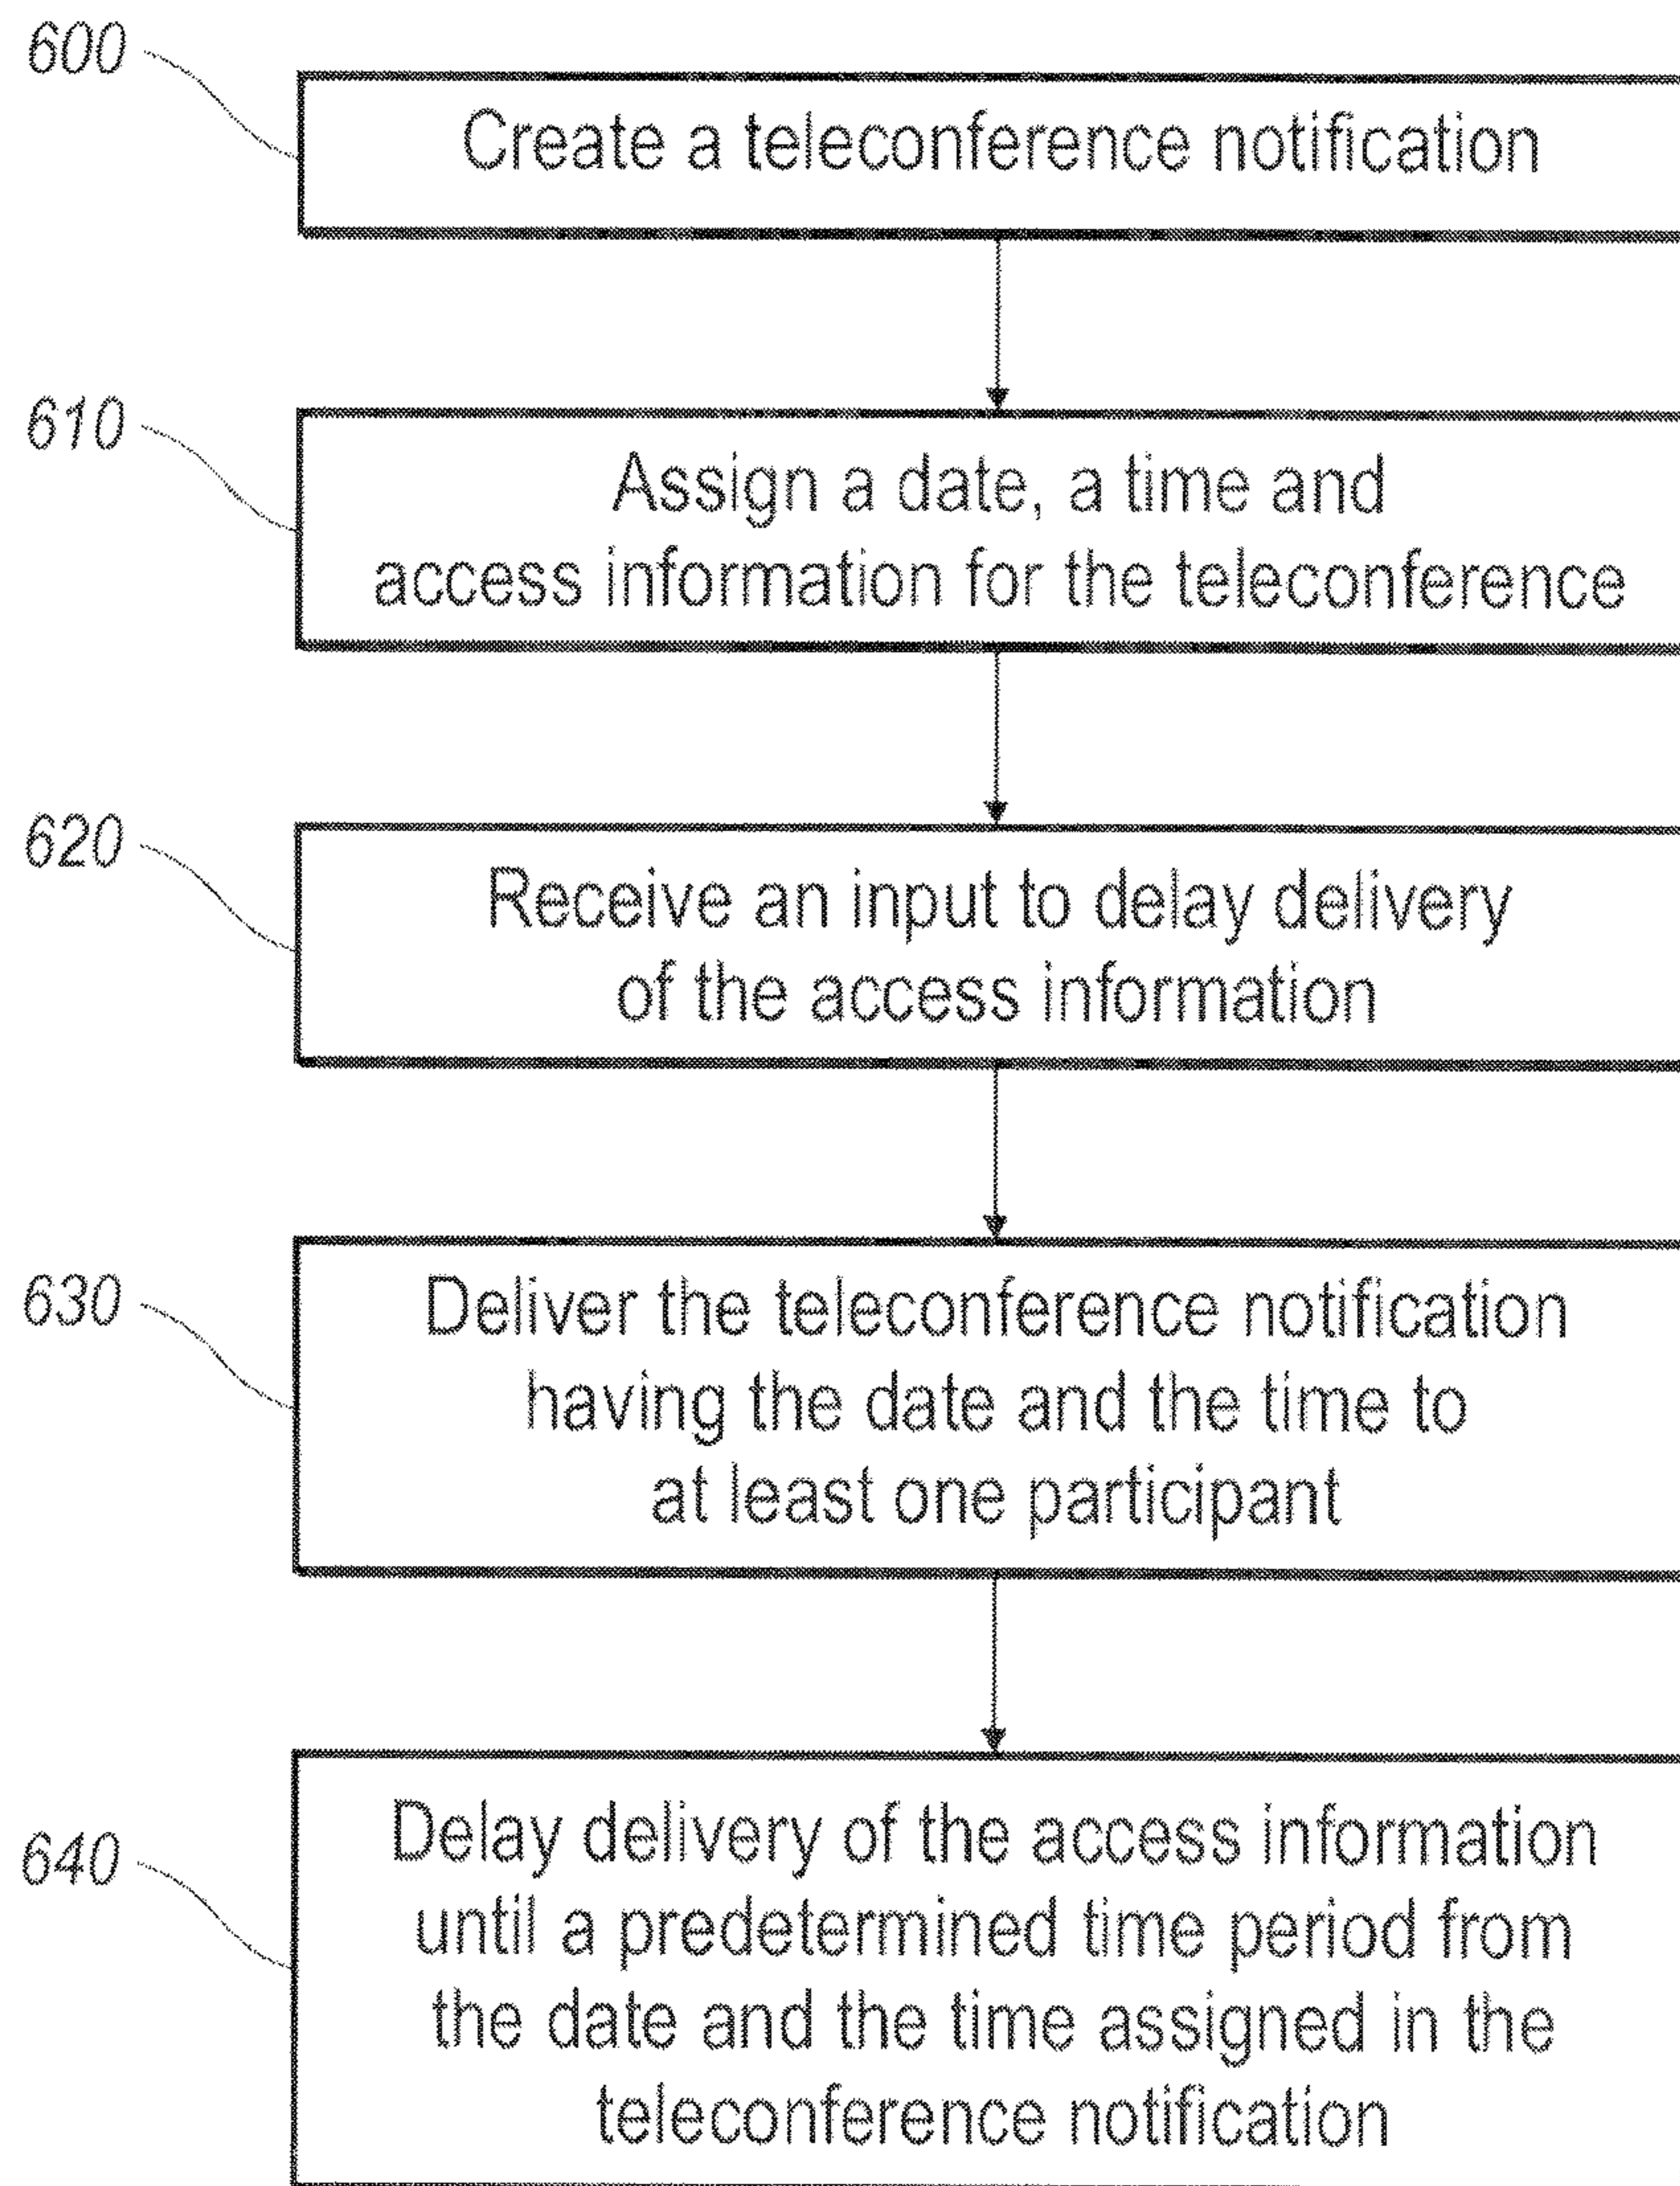 600
Create a teleconference notification
610
Assign a date, a time and
access information for the teleconference
620
Receive an input to delay delivery
of the access information
630
Deliver the teleconference notification
having the date and the time to
at least one participant
640
Delay delivery of the access information
until a predetermined time period from
the date and the time assigned in the
teleconference notification